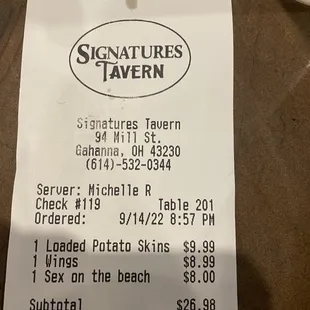 SIGNATURES
TAVERN
Signatures Tavern
94 Mill St.
Gahanna, OH 43230
(614)-532-0344
Server: Michelle R
Check #119 Table 201
Ordered: 9/14/22 8:57 PM
1 Loaded Potato Skins $9.99
1 Wings $8.99
1 Sex on the beach $8.00
Subtotal $26.98